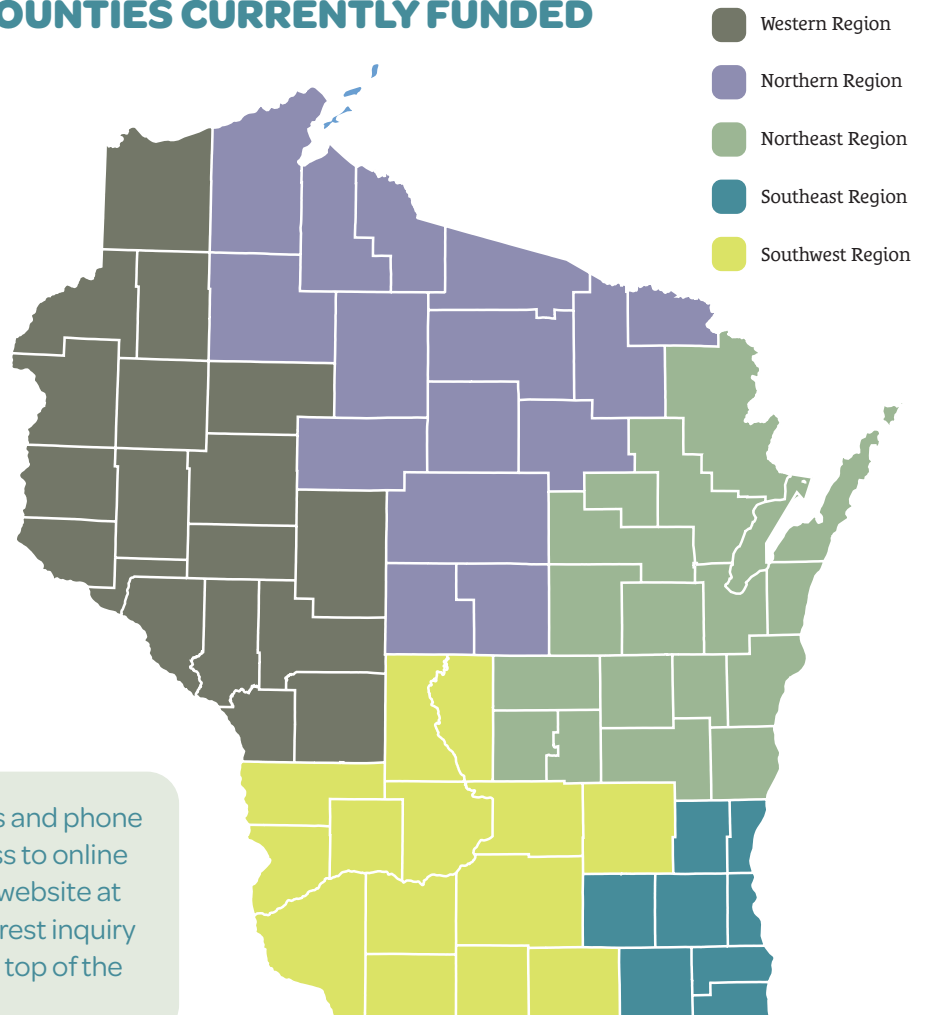 OUNTIES CURRENTLY FUNDED
Western Region
Northern Region
Northeast Region
Southeast Region
Southwest Region
s and phone
ss to online
website at
rest inquiry
top of the